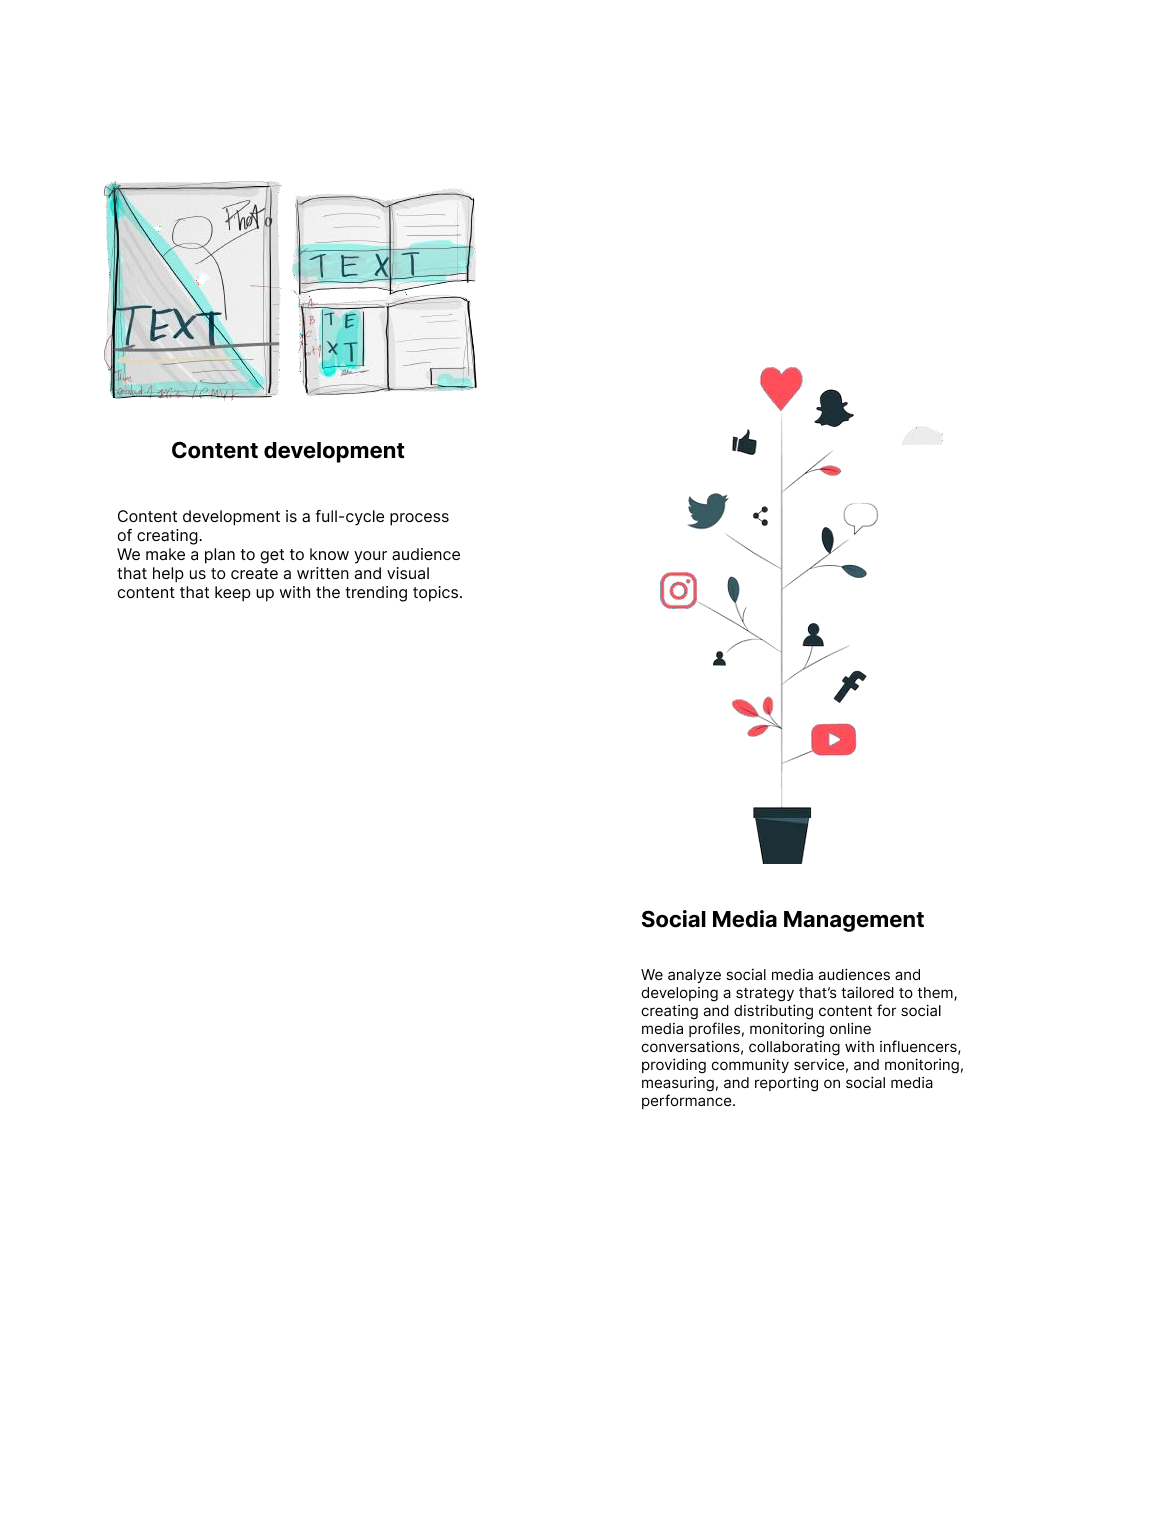 Photo
TEXT
TEXT
TE
XT
Content development
Content development is a full-cycle process
of creating.
We make a plan to get to know your audience
that help us to create a written and visual
content that keep up with the trending topics.
Social Media Management
We analyze social media audiences and
developing a strategy that’s tailored to them,
creating and distributing content for social
media profiles, monitoring online
conversations, collaborating with influencers,
providing community service, and monitoring,
measuring, and reporting on social media
performance.